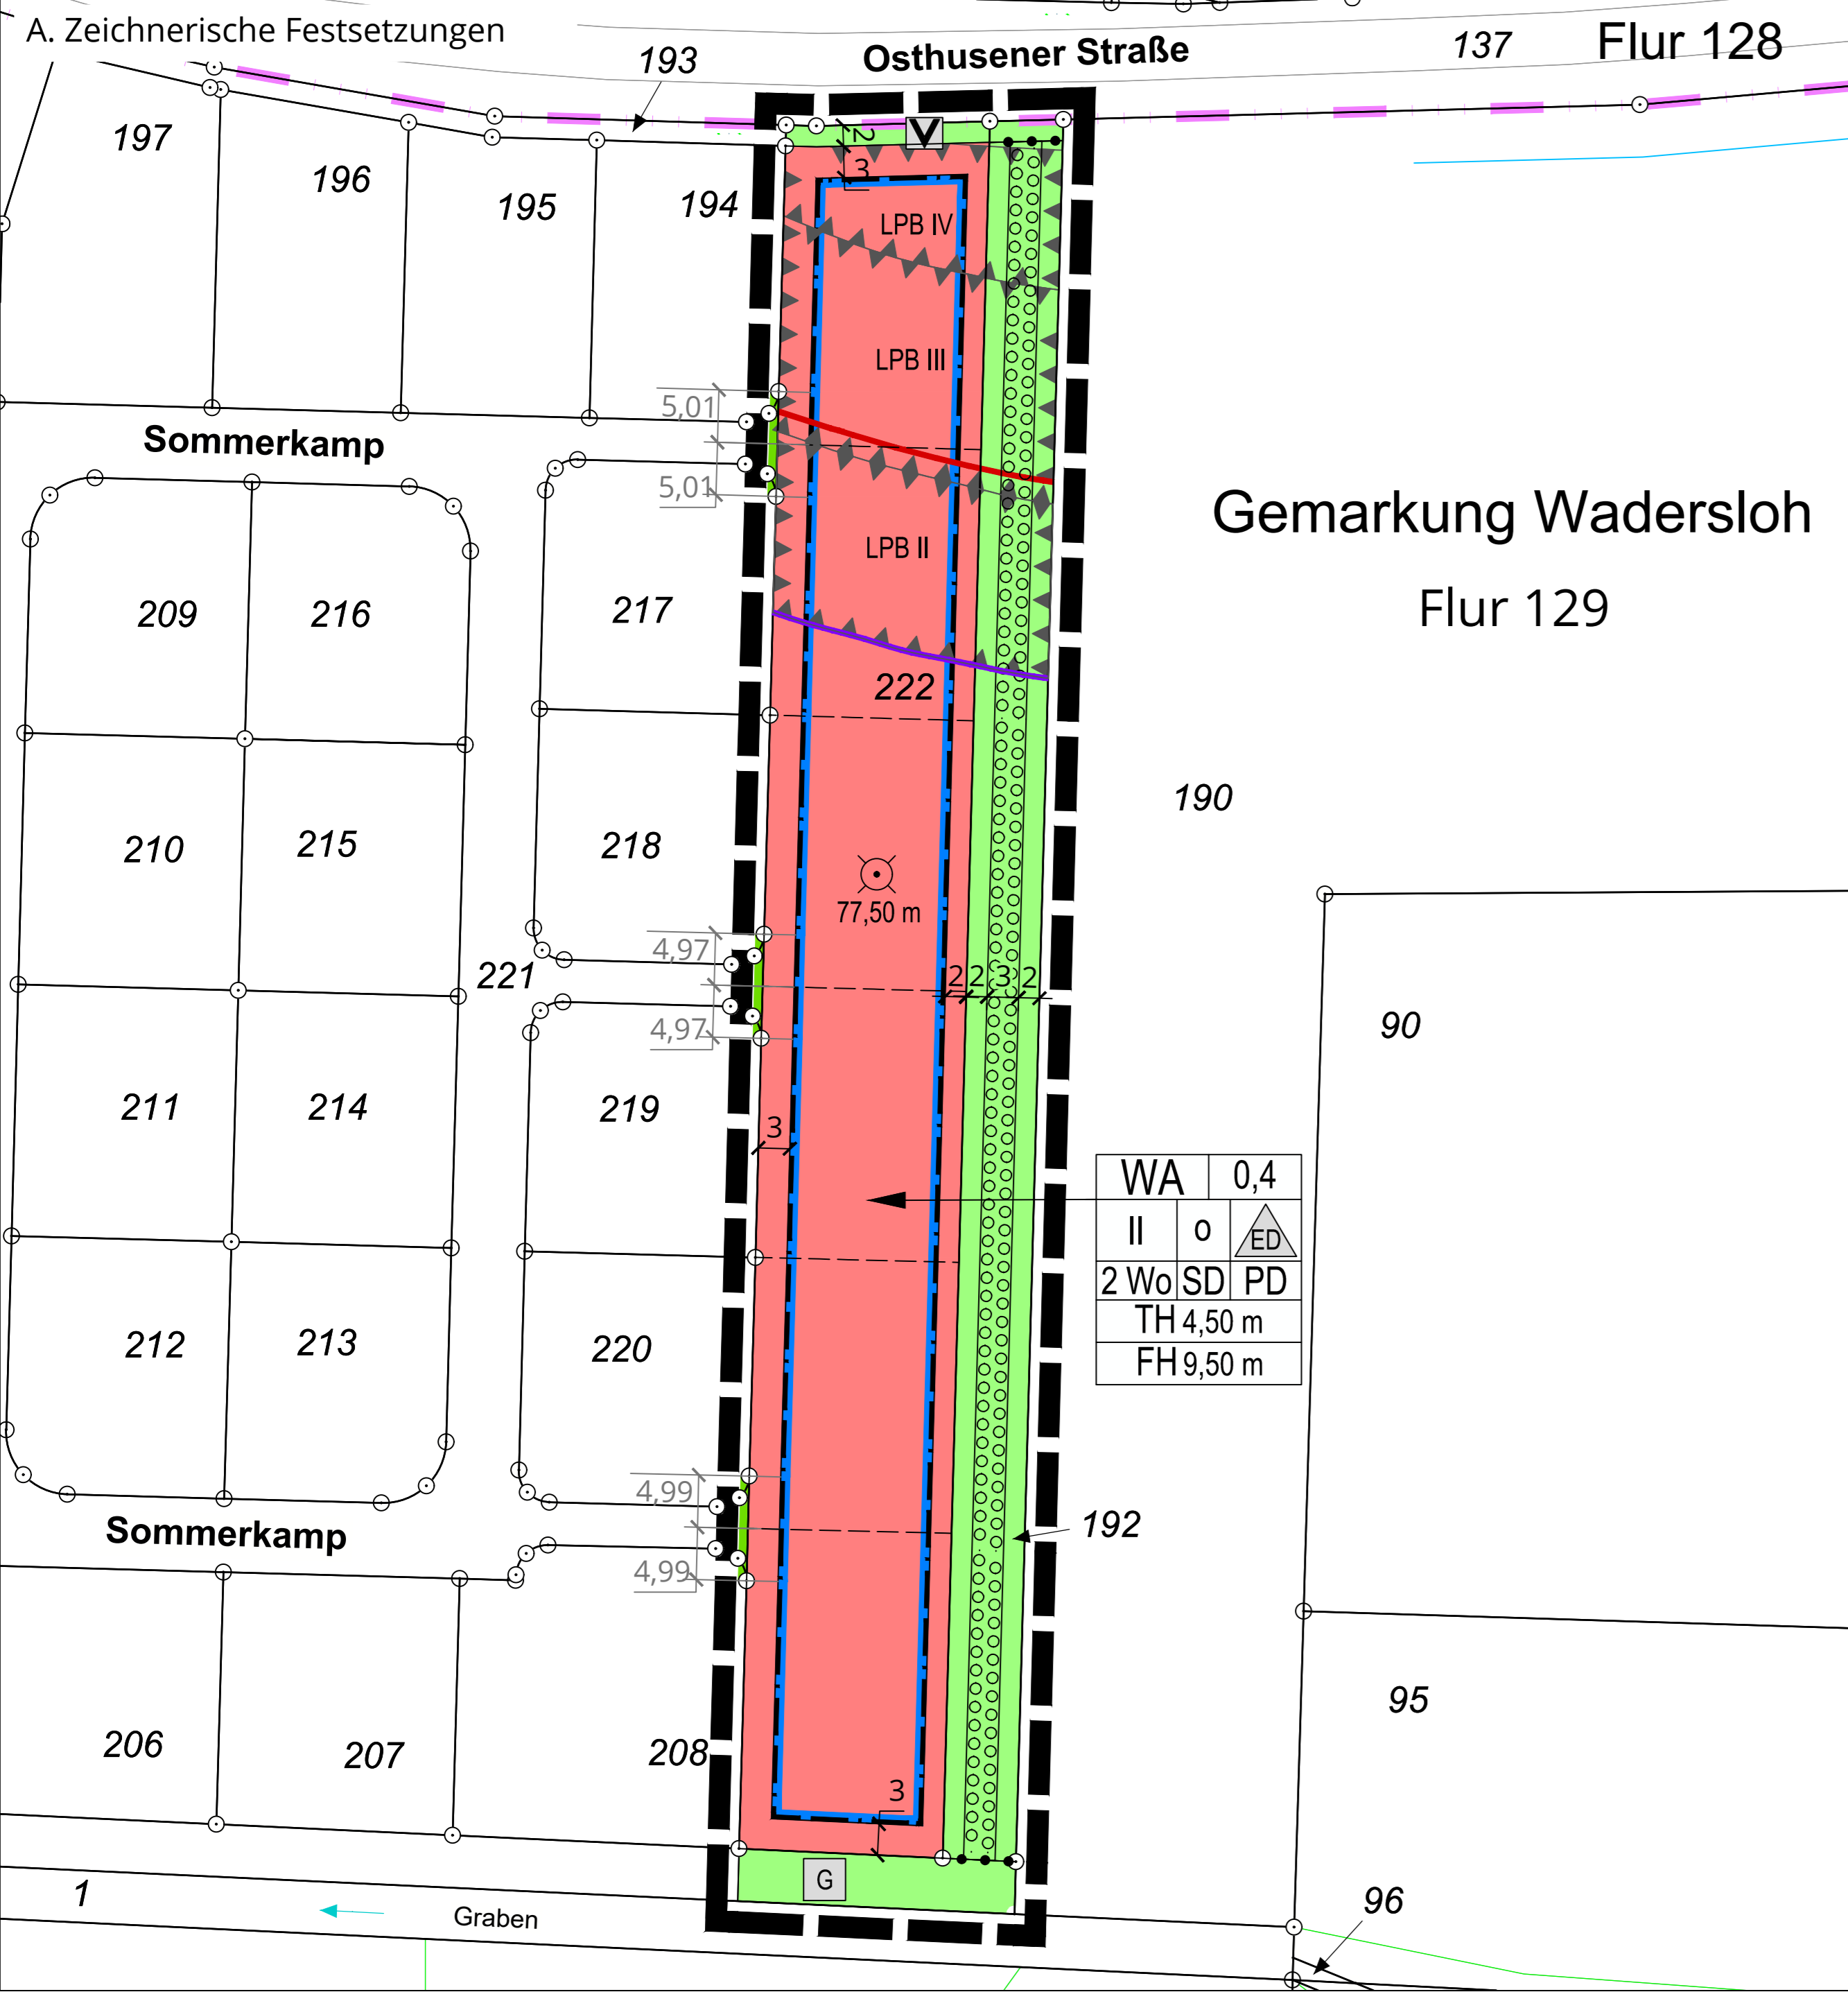 A. Zeichnerische Festsetzungen
Osthusener Straße
137
Flur 128
193
197
196
195
194
V
2
3
LPB IV
LPB III
5,01
Sommerkamp
5,01
LPB II
Gemarkung Wadersloh
Flur 129
209
216
217
222
190
210
215
218
77,50 m
4,97
221
2 2 3 2
4,97
90
211
214
219
3
WA 0,4
II o ED
2 Wo SD PD
TH 4,50 m
FH 9,50 m
212
213
220
4,99
Sommerkamp
192
4,99
95
206
207
208
3
G
1
Graben
96